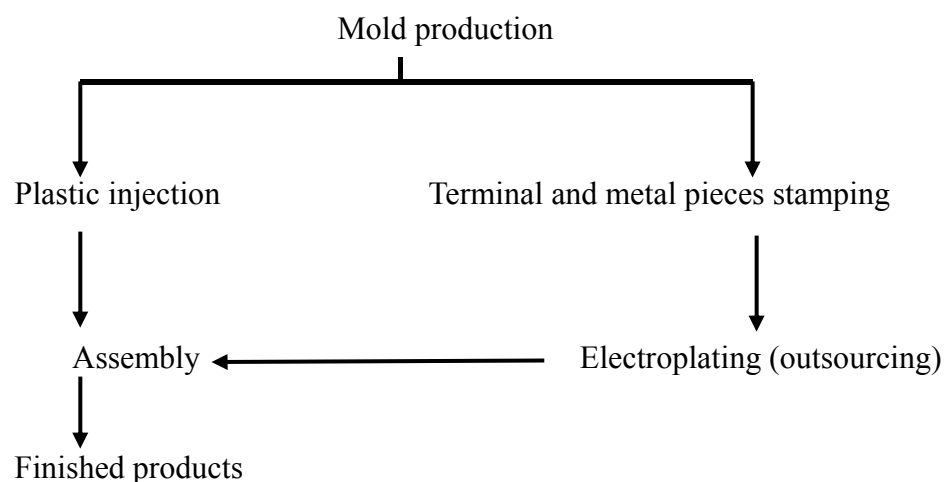 Mold production
Plastic injection
Terminal and metal pieces stamping
Assembly
Electroplating (outsourcing)
Finished products